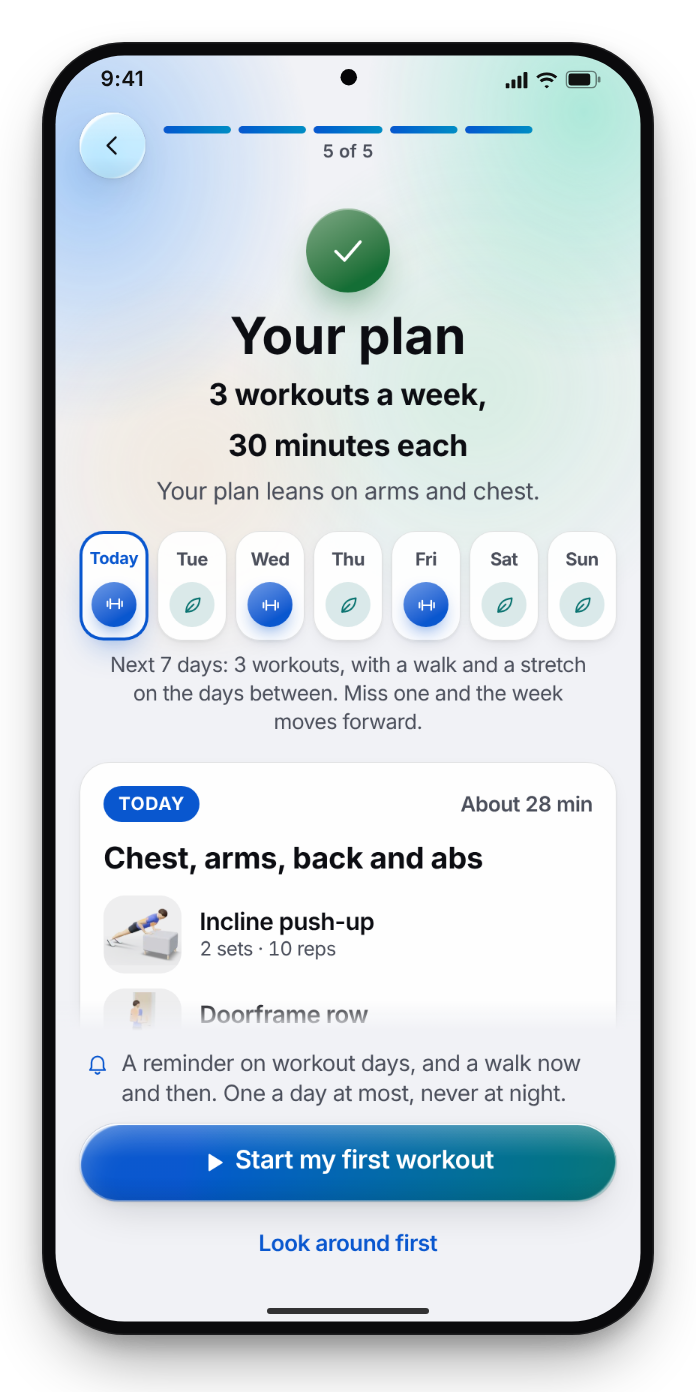 9:41
5 of 5
Your plan
3 workouts a week,
30 minutes each
Your plan leans on arms and chest.
Today Tue Wed Thu Fri Sat Sun
Next 7 days: 3 workouts, with a walk and a stretch
on the days between. Miss one and the week
moves forward.
TODAY About 28 min
Chest, arms, back and abs
Incline push-up
2 sets · 10 reps
Doorframe row
A reminder on workout days, and a walk now
and then. One a day at most, never at night.
Start my first workout
Look around first